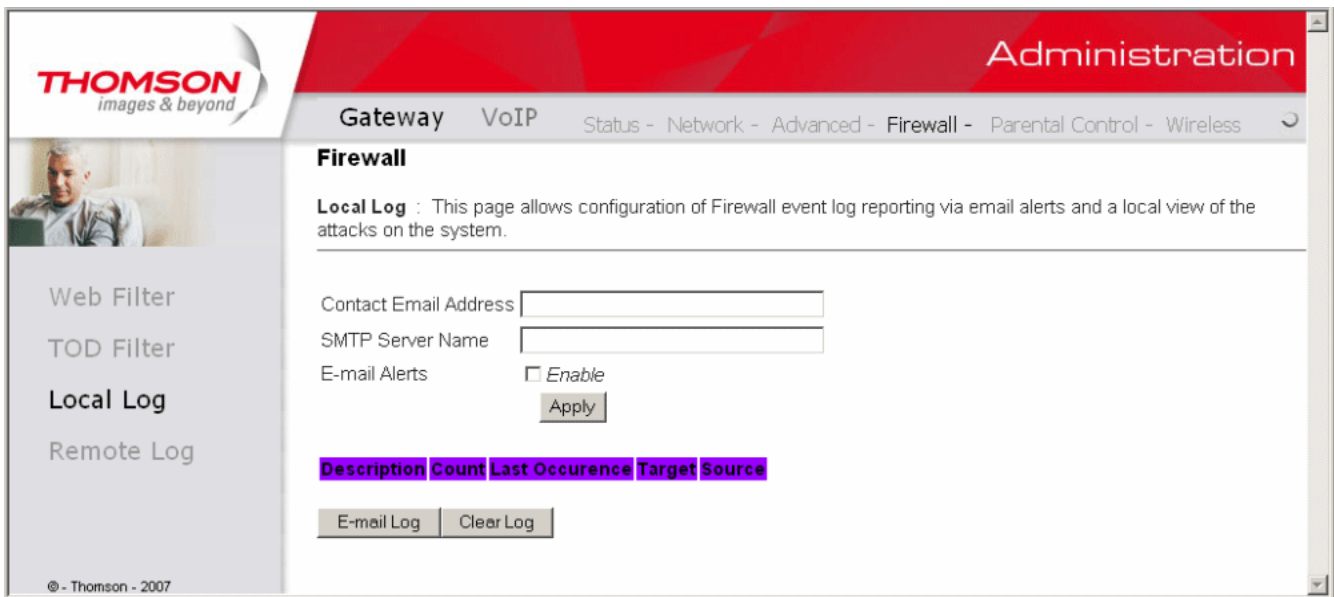 THOMSON
images & beyond
Administration
Gateway VoIP Status - Network - Advanced - Firewall - Parental Control - Wireless
Firewall
Local Log : This page allows configuration of Firewall event log reporting via email alerts and a local view of the
attacks on the system.
Web Filter
TOD Filter
Local Log
Remote Log
Contact Email Address
SMTP Server Name
E-mail Alerts Enable
Apply
Description Count Last Occurence Target Source
E-mail Log Clear Log
© - Thomson - 2007